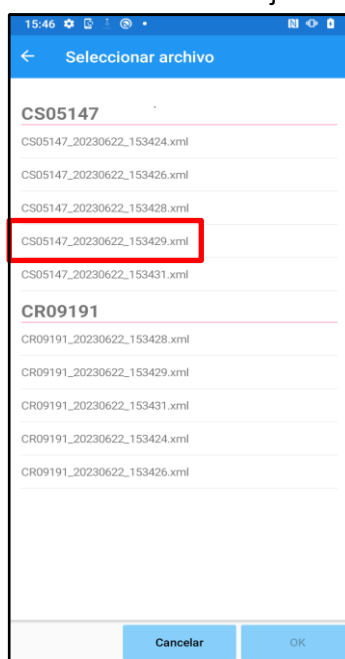 15:46
Seleccionar archivo
CS05147
CS05147_20230622_153424.xml
CS05147_20230622_153426.xml
CS05147_20230622_153428.xml
CS05147_20230622_153429.xml
CS05147_20230622_153431.xml
CR09191
CR09191_20230622_153428.xml
CR09191_20230622_153429.xml
CR09191_20230622_153431.xml
CR09191_20230622_153424.xml
CR09191_20230622_153426.xml
Cancelar OK